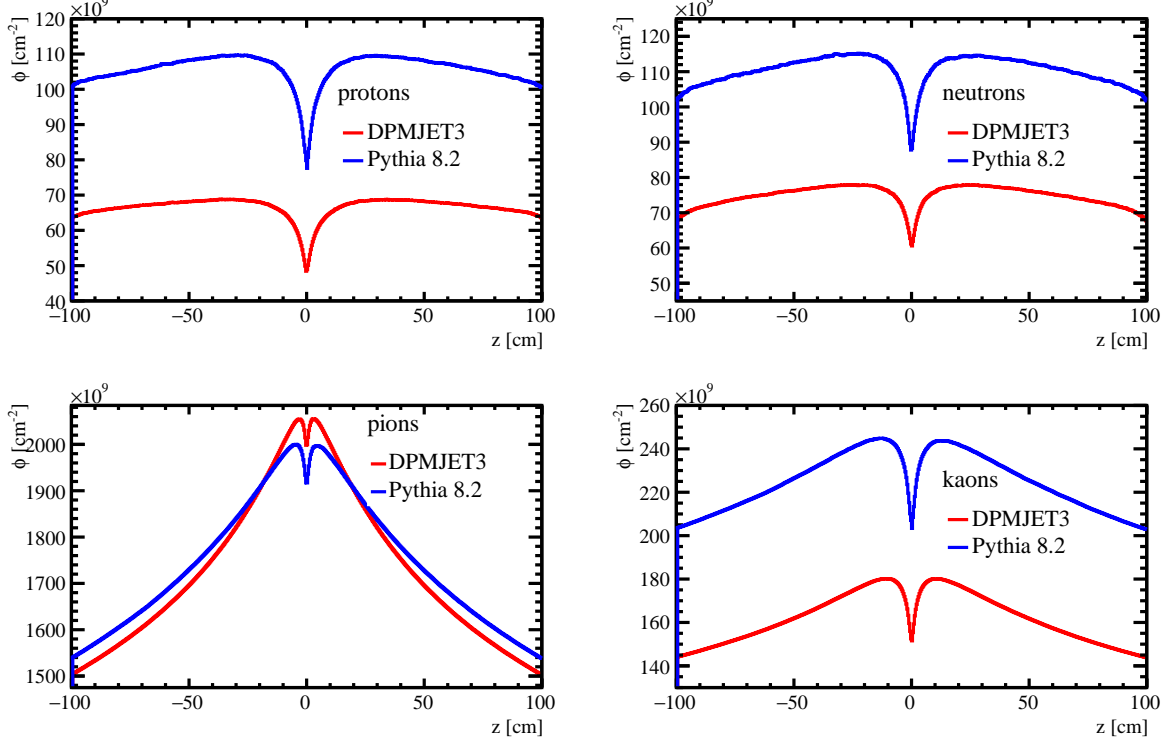 ×10⁹
ϕ [cm⁻²]
120
110
100
90
80
70
60
50
40
protons
DPMJET3
Pythia 8.2
−100
−50
0
50
100
z [cm]
×10⁹
ϕ [cm⁻²]
120
110
100
90
80
70
60
50
neutrons
DPMJET3
Pythia 8.2
−100
−50
0
50
100
z [cm]
×10⁹
ϕ [cm⁻²]
2000
1900
1800
1700
1600
1500
pions
DPMJET3
Pythia 8.2
−100
−50
0
50
100
z [cm]
×10⁹
ϕ [cm⁻²]
260
240
220
200
180
160
140
kaons
DPMJET3
Pythia 8.2
−100
−50
0
50
100
z [cm]